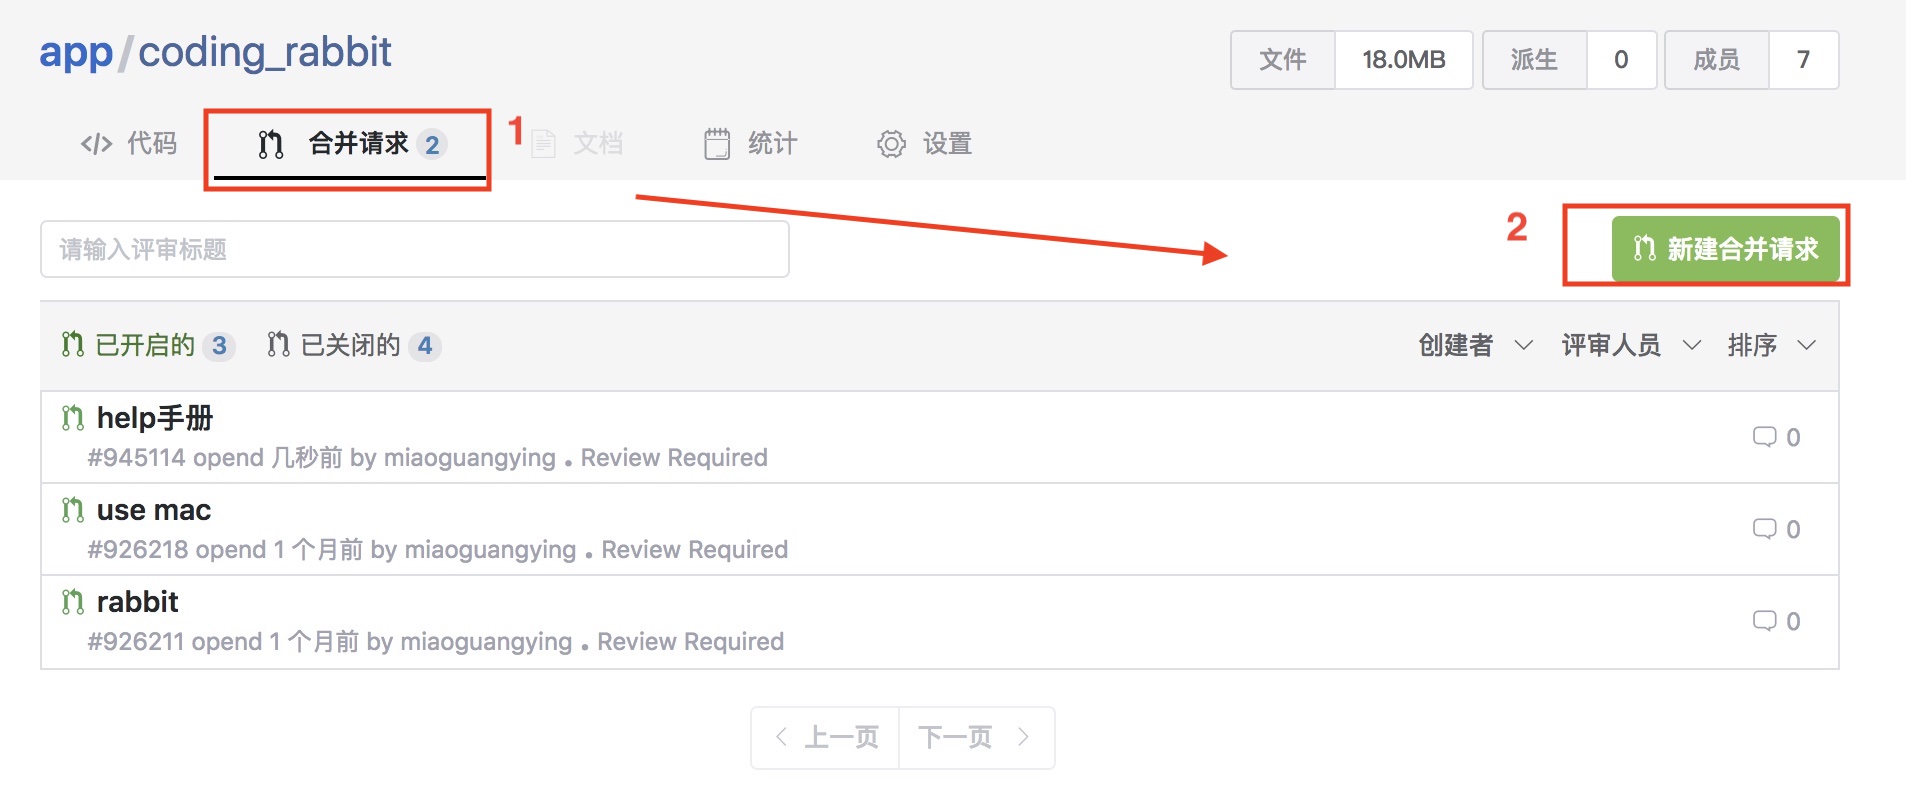 app/coding_rabbit
文件 18.0MB 派生 0 成员 7
代码 合并请求 2 1 文档 统计 设置
请输入评审标题 2 新建合并请求
已开启的 3 已关闭的 4 创建者 评审人员 排序
help手册
#945114 opend 几秒前 by miaoguangying . Review Required 0
use mac
#926218 opend 1 个月前 by miaoguangying . Review Required 0
rabbit
#926211 opend 1 个月前 by miaoguangying . Review Required 0
上一页 下一页